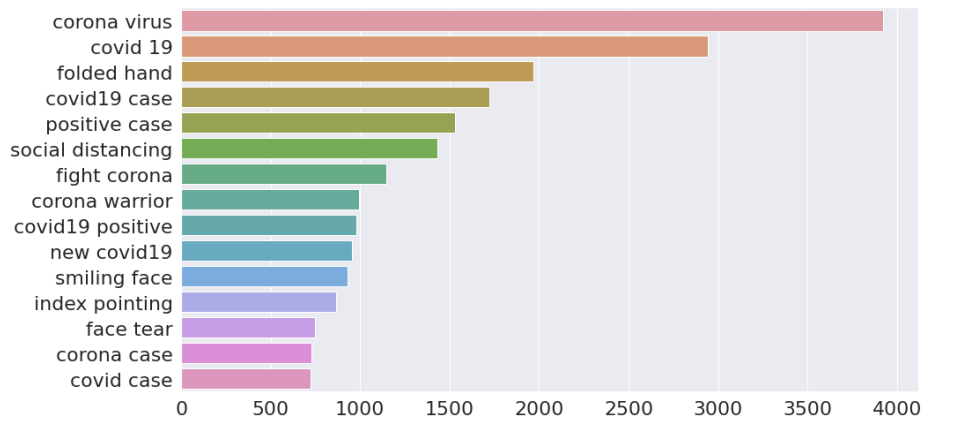 corona virus
covid 19
folded hand
covid19 case
positive case
social distancing
fight corona
corona warrior
covid19 positive
new covid19
smiling face
index pointing
face tear
corona case
covid case
0 500 1000 1500 2000 2500 3000 3500 4000